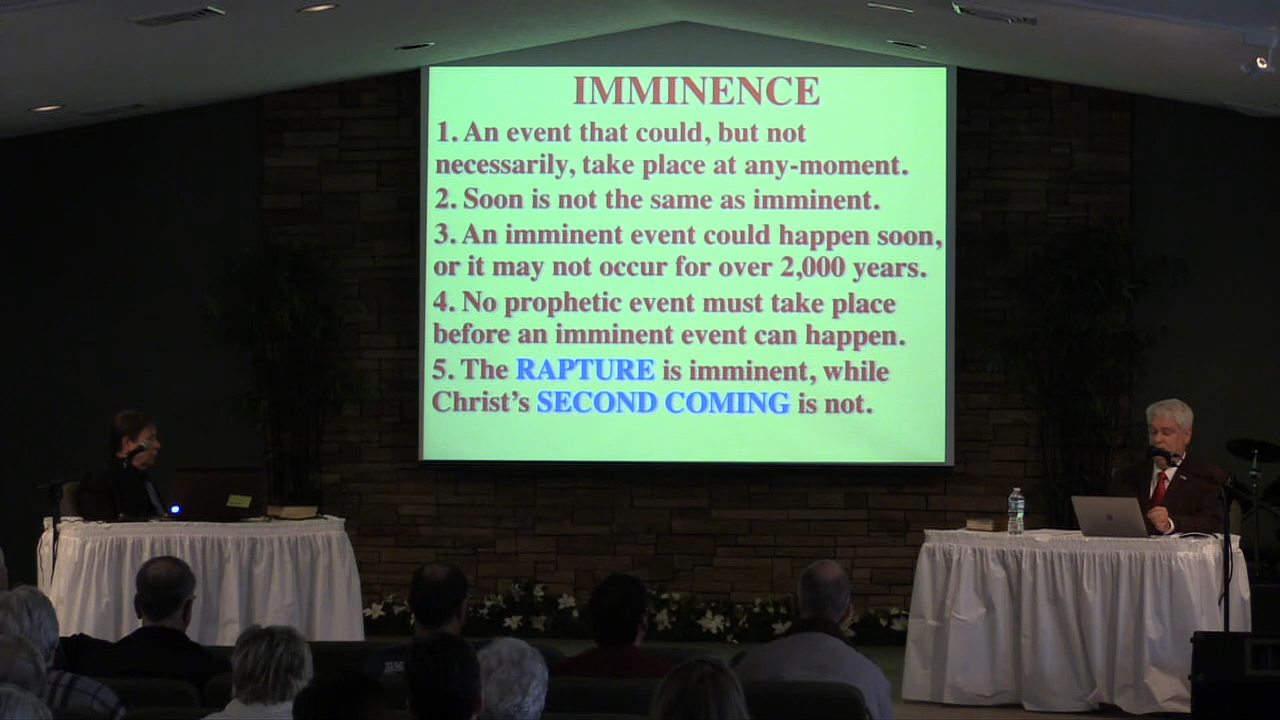 IMMINENCE
1. An event that could, but not
necessarily, take place at any-moment.
2. Soon is not the same as imminent.
3. An imminent event could happen soon,
or it may not occur for over 2,000 years.
4. No prophetic event must take place
before an imminent event can happen.
5. The RAPTURE is imminent, while
Christ's SECOND COMING is not.